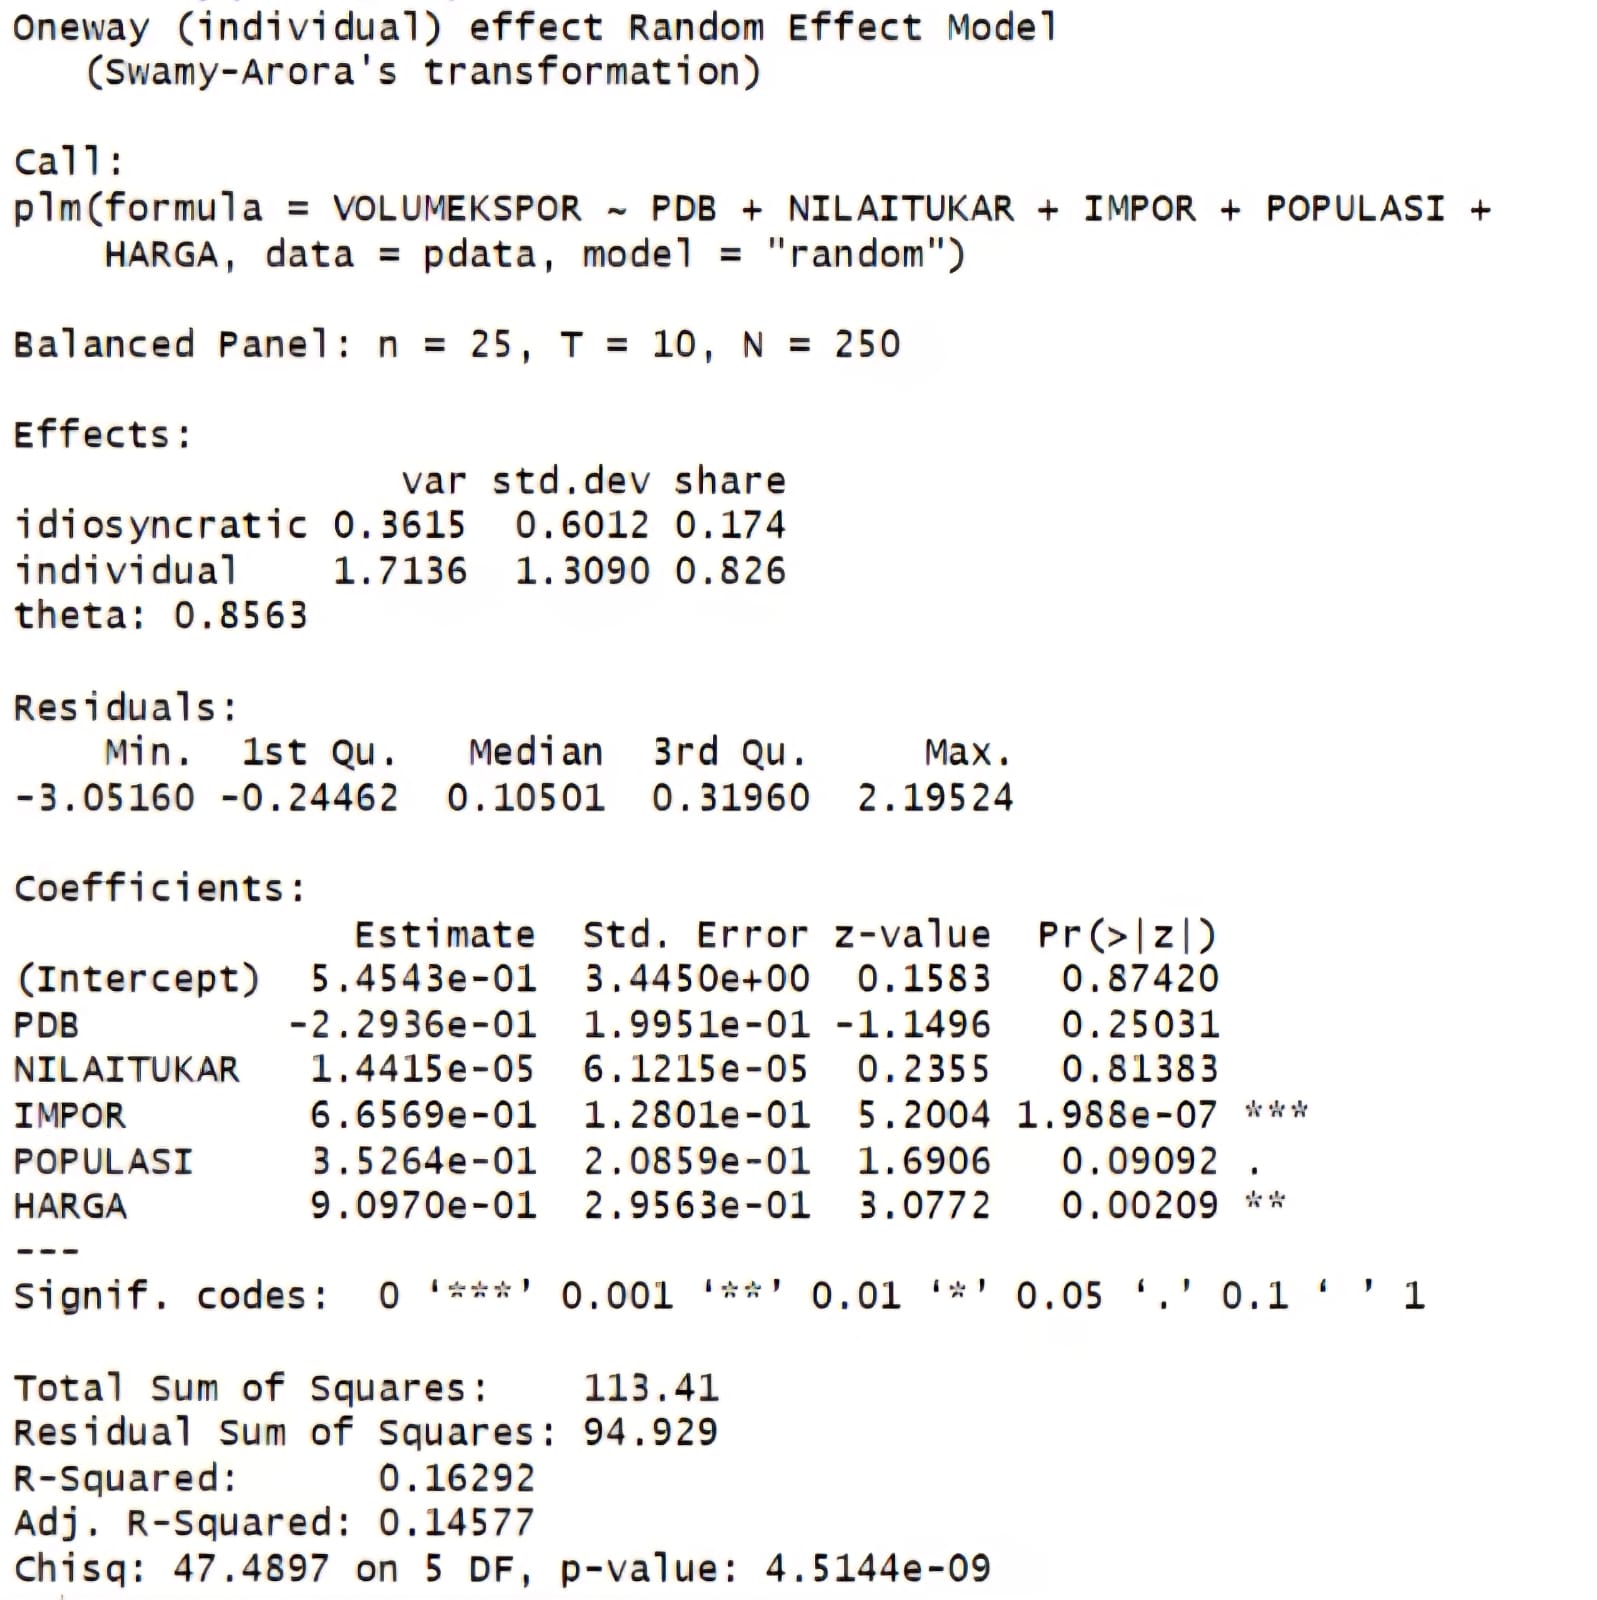 Oneway (individual) effect Random Effect Model
(Swamy-Arora's transformation)
Call:
plm(formula = VOLUMEKSPOR ~ PDB + NILAITUKAR + IMPOR + POPULASI +
HARGA, data = pdata, model = "random")
Balanced Panel: n = 25, T = 10, N = 250
Effects:
var std.dev share
idiosyncratic 0.3615 0.6012 0.174
individual 1.7136 1.3090 0.826
theta: 0.8563
Residuals:
Min. 1st Qu. Median 3rd Qu. Max.
-3.05160 -0.24462 0.10501 0.31960 2.19524
Coefficients:
Estimate Std. Error z-value Pr(>|z|)
(Intercept) 5.4543e-01 3.4450e+00 0.1583 0.87420
PDB -2.2936e-01 1.9951e-01 -1.1496 0.25031
NILAITUKAR 1.4415e-05 6.1215e-05 0.2355 0.81383
IMPOR 6.6569e-01 1.2801e-01 5.2004 1.988e-07 ***
POPULASI 3.5264e-01 2.0859e-01 1.6906 0.09092 .
HARGA 9.0970e-01 2.9563e-01 3.0772 0.00209 **
---
Signif. codes: 0 ‘***’ 0.001 ‘**’ 0.01 ‘*’ 0.05 ‘.’ 0.1 ‘ ’ 1
Total Sum of Squares: 113.41
Residual Sum of Squares: 94.929
R-Squared: 0.16292
Adj. R-Squared: 0.14577
Chisq: 47.4897 on 5 DF, p-value: 4.5144e-09